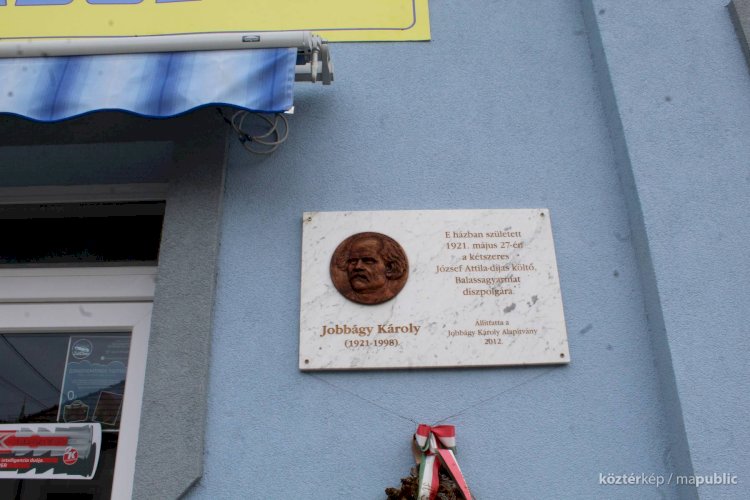 E házban született
1921. május 27-én
a kétszeres
József Attila-díjas költő,
Balassagyarmat
díszpolgára.
Jobbágy Károly
(1921-1998)
Állíttatta a
Jobbágy Károly Alapítvány
2012.
köztérkép / mapublic